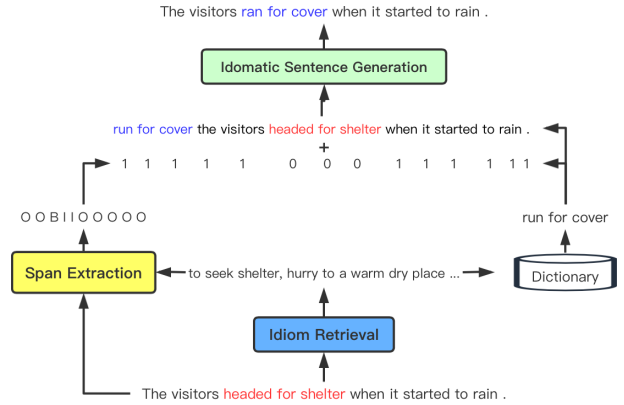 The visitors ran for cover when it started to rain .
Idomatic Sentence Generation
run for cover the visitors headed for shelter when it started to rain .
+
1 1 1 1 1 0 0 0 1 1 1 1 1 1
O O B I I O O O O O
run for cover
Span Extraction
to seek shelter, hurry to a warm dry place ...
Dictionary
Idiom Retrieval
The visitors headed for shelter when it started to rain .